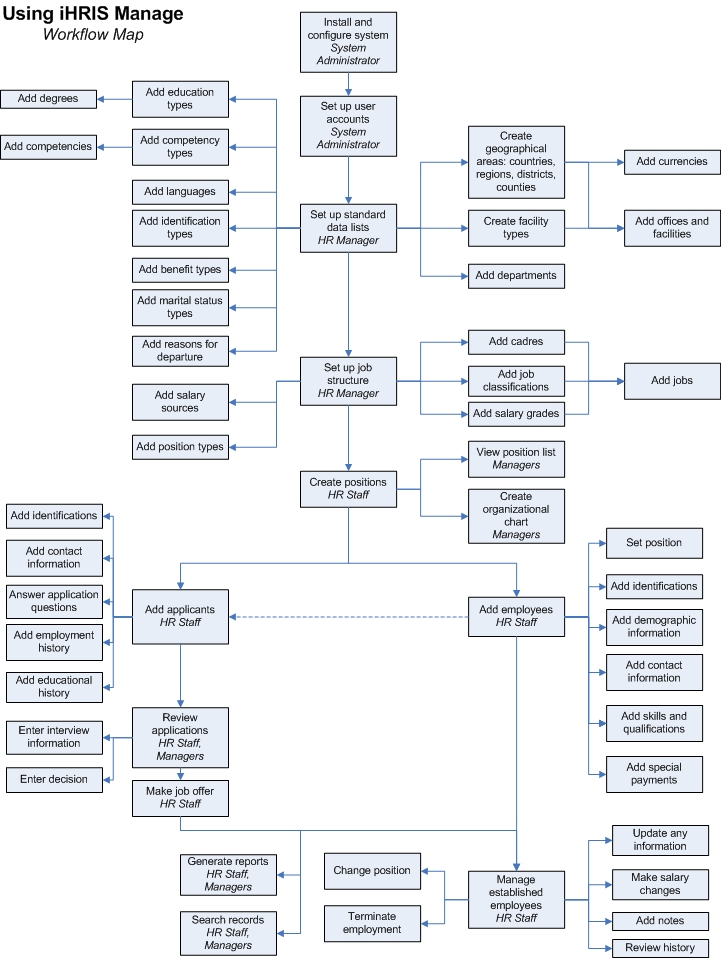 Using iHRIS Manage
Workflow Map
Install and
configure system
System
Administrator
Set up user
accounts
System
Administrator
Add education
types
Add degrees
Add competency
types
Add competencies
Add languages
Add identification
types
Add benefit types
Add marital status
types
Add reasons for
departure
Set up standard
data lists
HR Manager
Create
geographical
areas: countries,
regions, districts,
counties
Add currencies
Create facility
types
Add offices and
facilities
Add departments
Set up job
structure
HR Manager
Add salary
sources
Add position types
Add cadres
Add job
classifications
Add salary grades
Add jobs
Create positions
HR Staff
View position list
Managers
Create
organizational
chart
Managers
Add identifications
Add contact
information
Answer application
questions
Add employment
history
Add educational
history
Add applicants
HR Staff
Add employees
HR Staff
Set position
Add identifications
Add demographic
information
Add contact
information
Add skills and
qualifications
Add special
payments
Review
applications
HR Staff,
Managers
Enter interview
information
Enter decision
Make job offer
HR Staff
Generate reports
HR Staff,
Managers
Search records
HR Staff,
Managers
Change position
Terminate
employment
Manage
established
employees
HR Staff
Update any
information
Make salary
changes
Add notes
Review history